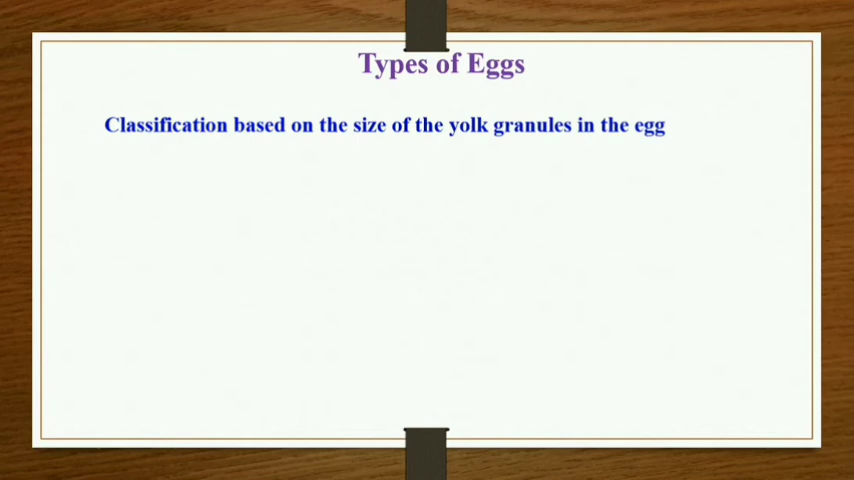 Types of Eggs
Classification based on the size of the yolk granules in the egg